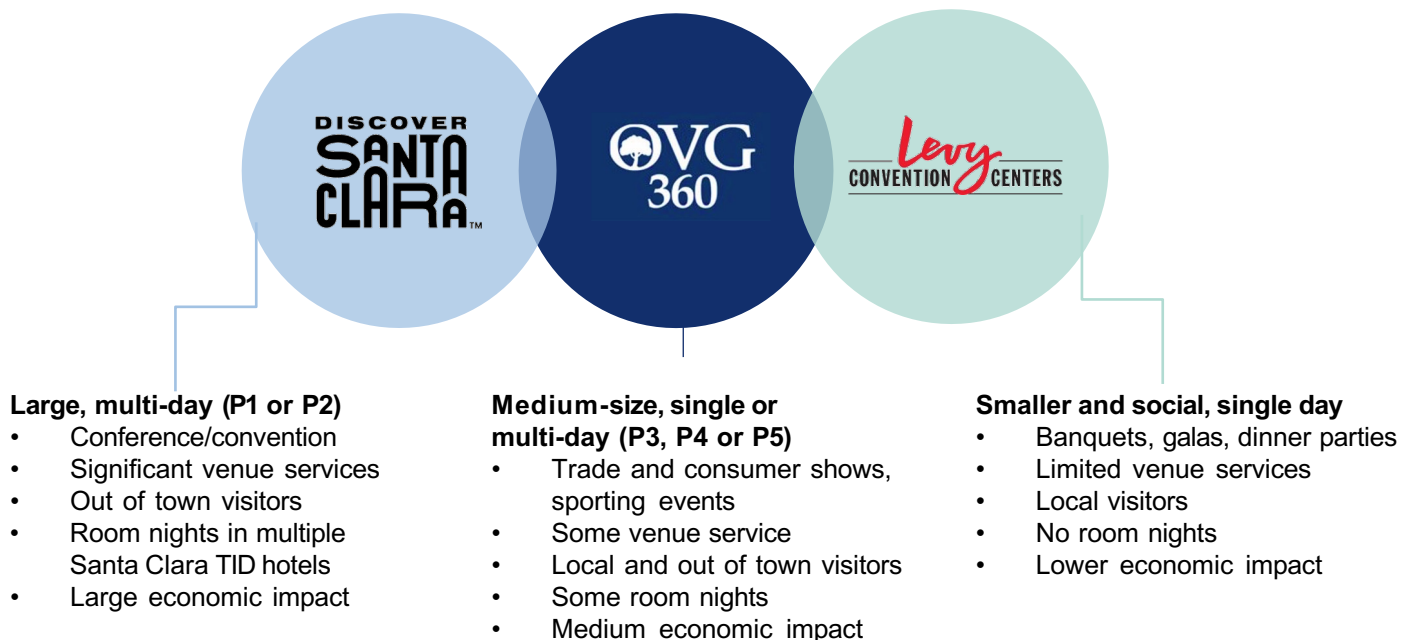 DISCOVER
SANTA
CLARA™
OVG
360
Levy
CONVENTION CENTERS
Large, multi-day (P1 or P2)
• Conference/convention
• Significant venue services
• Out of town visitors
• Room nights in multiple
Santa Clara TID hotels
• Large economic impact
Medium-size, single or
multi-day (P3, P4 or P5)
• Trade and consumer shows,
sporting events
• Some venue service
• Local and out of town visitors
• Some room nights
• Medium economic impact
Smaller and social, single day
• Banquets, galas, dinner parties
• Limited venue services
• Local visitors
• No room nights
• Lower economic impact